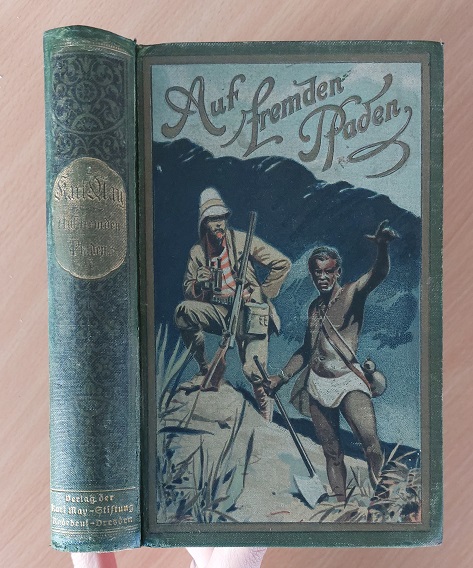 Karl May
Auf fremden
Pfaden
Verlag der
Karl May-Stiftung
Radebeul-Dresden
Auf fremden
Pfaden